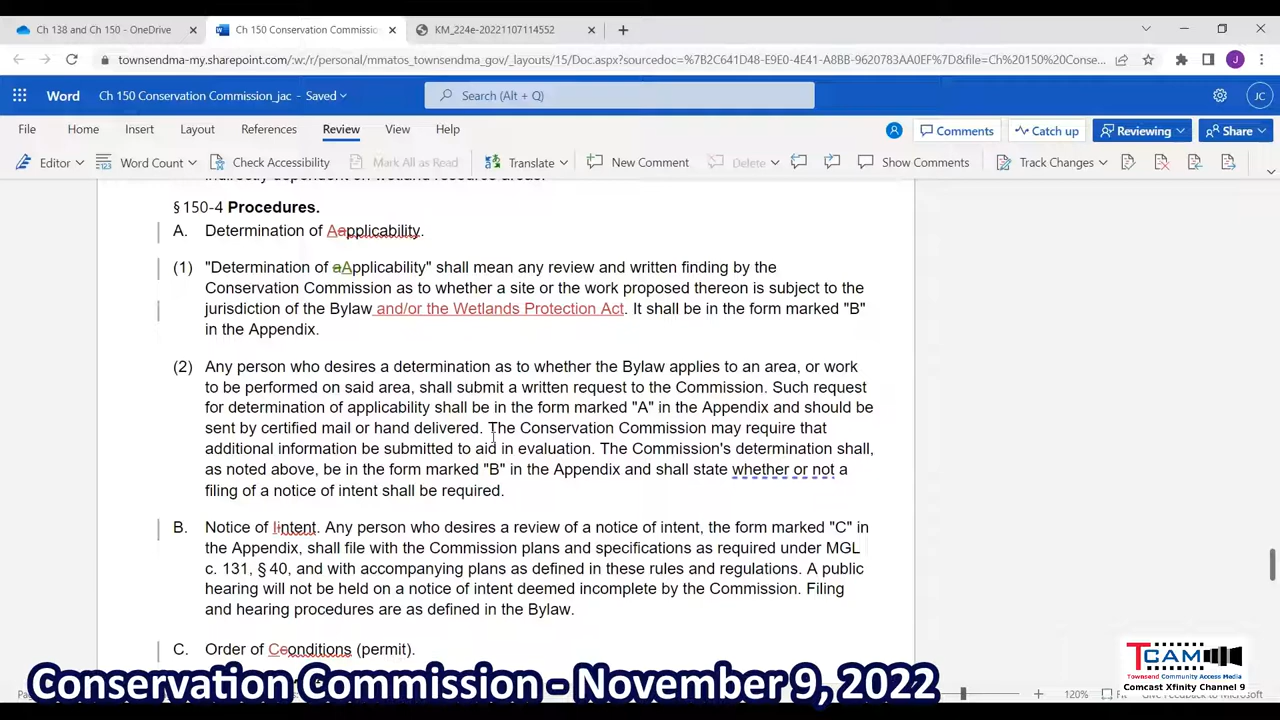 Ch 138 and Ch 150 - OneDrive
Ch 150 Conservation Commissio
KM_224e-20221107114552
townsendma-my.sharepoint.com/:w:/r/personal/mmatos_townsendma_gov/_layouts/15/Doc.aspx?sourcedoc=%7B2C641D48-E9E0-4E41-A8BB-9620783AA0EF%7D&file=Ch%20150%20Conse...
Word Ch 150 Conservation Commission_jac - Saved
Search (Alt + Q)
JC
File Home Insert Layout References Review View Help
Comments Catch up Reviewing Share
Editor Word Count Check Accessibility Mark All as Read Translate New Comment Delete Show Comments Track Changes
indirectly dependent on wetland resource areas.
§ 150-4 Procedures.
A. Determination of Aapplicability.
(1) "Determination of aApplicability" shall mean any review and written finding by the
Conservation Commission as to whether a site or the work proposed thereon is subject to the
jurisdiction of the Bylaw and/or the Wetlands Protection Act. It shall be in the form marked "B"
in the Appendix.
(2) Any person who desires a determination as to whether the Bylaw applies to an area, or work
to be performed on said area, shall submit a written request to the Commission. Such request
for determination of applicability shall be in the form marked "A" in the Appendix and should be
sent by certified mail or hand delivered. The Conservation Commission may require that
additional information be submitted to aid in evaluation. The Commission's determination shall,
as noted above, be in the form marked "B" in the Appendix and shall state whether or not a
filing of a notice of intent shall be required.
B. Notice of Iintent. Any person who desires a review of a notice of intent, the form marked "C" in
the Appendix, shall file with the Commission plans and specifications as required under MGL
c. 131, § 40, and with accompanying plans as defined in these rules and regulations. A public
hearing will not be held on a notice of intent deemed incomplete by the Commission. Filing
and hearing procedures are as defined in the Bylaw.
C. Order of Cconditions (permit).
120% Fit Give Feedback to Microsoft
Conservation Commission - November 9, 2022
TCAM
Townsend Community Access Media
Comcast Xfinity Channel 9